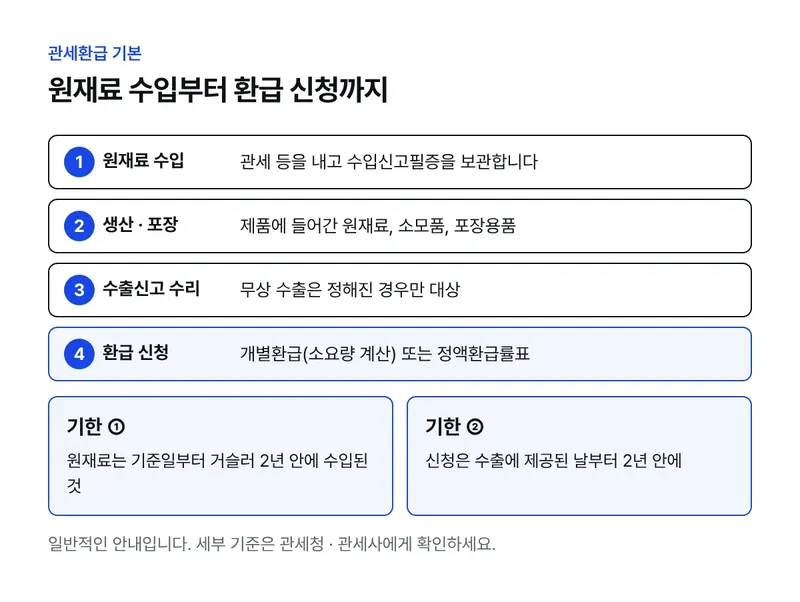 관세환급 기본
원재료 수입부터 환급 신청까지
1 원재료 수입 관세 등을 내고 수입신고필증을 보관합니다
2 생산 · 포장 제품에 들어간 원재료, 소모품, 포장용품
3 수출신고 수리 무상 수출은 정해진 경우만 대상
4 환급 신청 개별환급(소요량 계산) 또는 정액환급률표
기한 ①
원재료는 기준일부터 거슬러 2년 안에 수입된
것
기한 ②
신청은 수출에 제공된 날부터 2년 안에
일반적인 안내입니다. 세부 기준은 관세청 · 관세사에게 확인하세요.